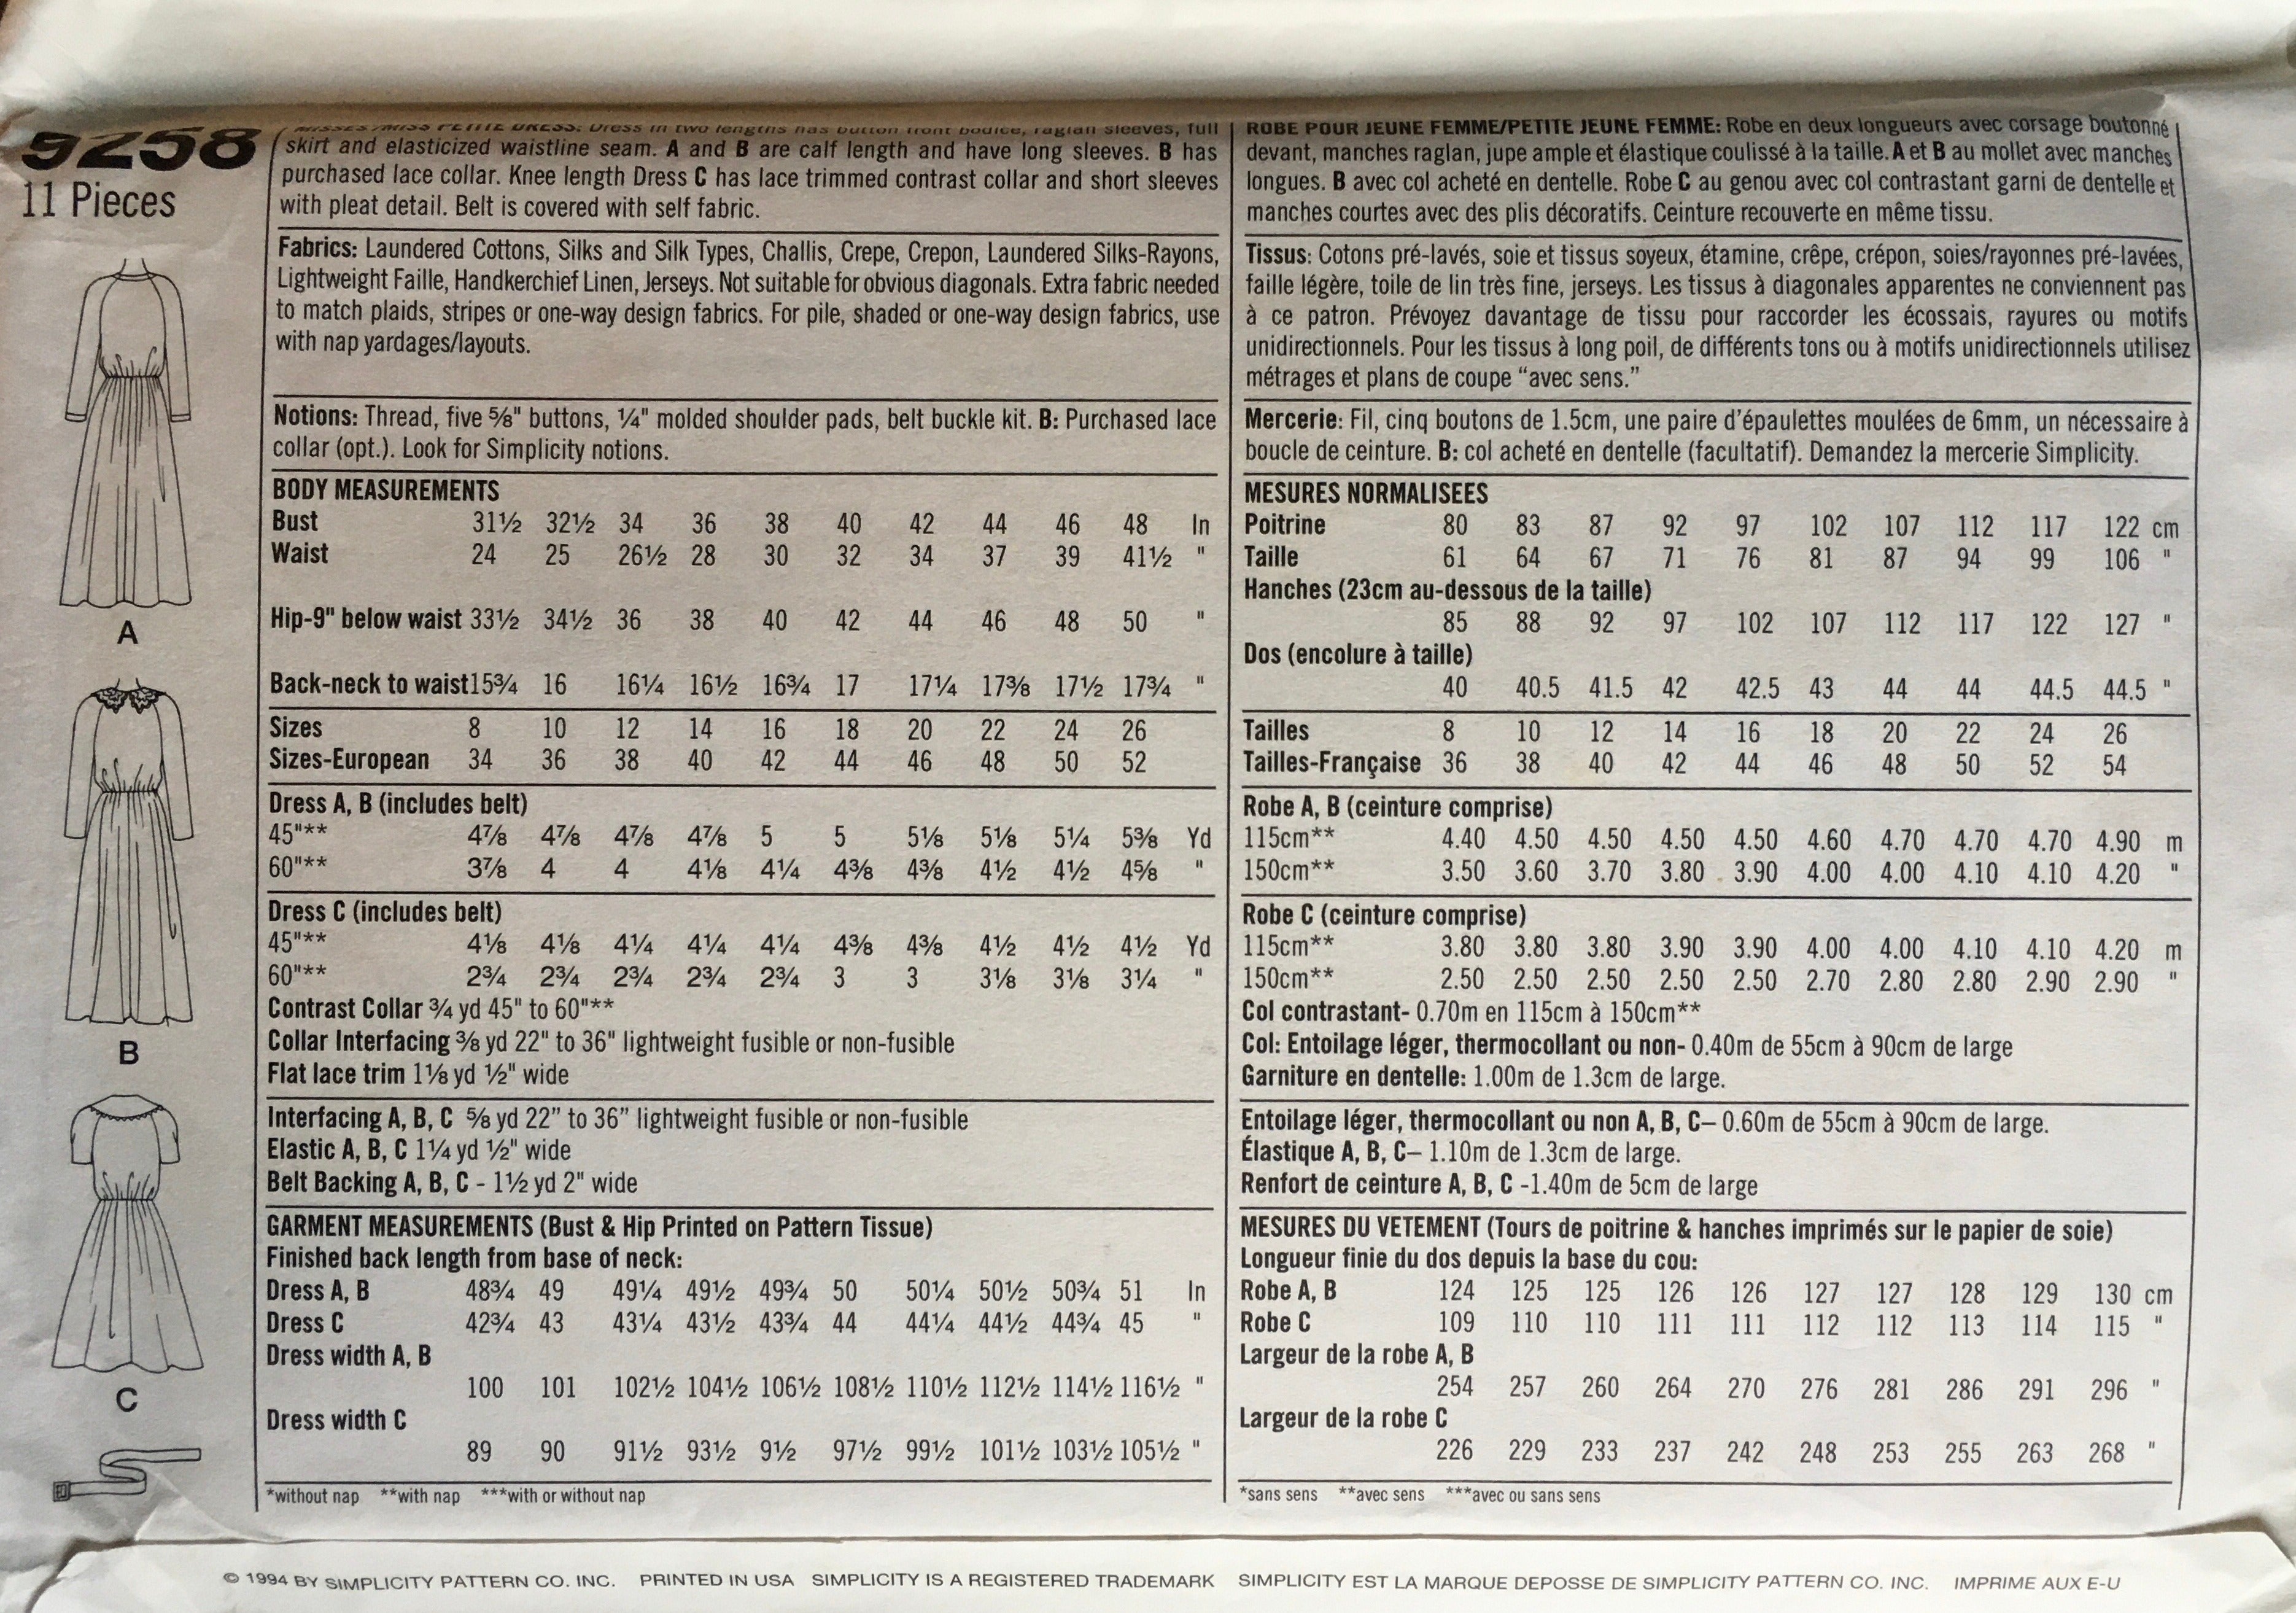 9258
11 Pieces
A
B
C
MISSES'/MISS PETITE DRESS: Dress in two lengths has button front bodice, raglan sleeves, full
skirt and elasticized waistline seam. A and B are calf length and have long sleeves. B has
purchased lace collar. Knee length Dress C has lace trimmed contrast collar and short sleeves
with pleat detail. Belt is covered with self fabric.
Fabrics: Laundered Cottons, Silks and Silk Types, Challis, Crepe, Crepon, Laundered Silks-Rayons,
Lightweight Faille, Handkerchief Linen, Jerseys. Not suitable for obvious diagonals. Extra fabric needed
to match plaids, stripes or one-way design fabrics. For pile, shaded or one-way design fabrics, use
with nap yardages/layouts.
Notions: Thread, five ⅝" buttons, ¼" molded shoulder pads, belt buckle kit. B: Purchased lace
collar (opt.). Look for Simplicity notions.
BODY MEASUREMENTS
Bust 31½ 32½ 34 36 38 40 42 44 46 48 In
Waist 24 25 26½ 28 30 32 34 37 39 41½ "
Hip-9" below waist 33½ 34½ 36 38 40 42 44 46 48 50 "
Back-neck to waist 15¾ 16 16¼ 16½ 16¾ 17 17¼ 17⅜ 17½ 17¾ "
Sizes 8 10 12 14 16 18 20 22 24 26
Sizes-European 34 36 38 40 42 44 46 48 50 52
Dress A, B (includes belt)
45"** 4⅞ 4⅞ 4⅞ 4⅞ 5 5 5⅛ 5⅛ 5¼ 5⅜ Yd
60"** 3⅞ 4 4 4⅛ 4¼ 4⅜ 4⅜ 4½ 4½ 4⅝ "
Dress C (includes belt)
45"** 4⅛ 4⅛ 4¼ 4¼ 4¼ 4⅜ 4⅜ 4½ 4½ 4½ Yd
60"** 2¾ 2¾ 2¾ 2¾ 2¾ 3 3 3⅛ 3⅛ 3¼ "
Contrast Collar ¾ yd 45" to 60"**
Collar Interfacing ⅜ yd 22" to 36" lightweight fusible or non-fusible
Flat lace trim 1⅛ yd ½" wide
Interfacing A, B, C ⅝ yd 22” to 36” lightweight fusible or non-fusible
Elastic A, B, C 1¼ yd ½" wide
Belt Backing A, B, C - 1½ yd 2" wide
GARMENT MEASUREMENTS (Bust & Hip Printed on Pattern Tissue)
Finished back length from base of neck:
Dress A, B 48¾ 49 49¼ 49½ 49¾ 50 50¼ 50½ 50¾ 51 In
Dress C 42¾ 43 43¼ 43½ 43¾ 44 44¼ 44½ 44¾ 45 "
Dress width A, B
100 101 102½ 104½ 106½ 108½ 110½ 112½ 114½ 116½ "
Dress width C
89 90 91½ 93½ 9½ 97½ 99½ 101½ 103½ 105½ "
*without nap **with nap ***with or without nap
ROBE POUR JEUNE FEMME/PETITE JEUNE FEMME: Robe en deux longueurs avec corsage boutonné
devant, manches raglan, jupe ample et élastique coulissé à la taille. A et B au mollet avec manches
longues. B avec col acheté en dentelle. Robe C au genou avec col contrastant garni de dentelle et
manches courtes avec des plis décoratifs. Ceinture recouverte en même tissu.
Tissus: Cotons pré-lavés, soie et tissus soyeux, étamine, crêpe, crépon, soies/rayonnes pré-lavées,
faille légère, toile de lin très fine, jerseys. Les tissus à diagonales apparentes ne conviennent pas
à ce patron. Prévoyez davantage de tissu pour raccorder les écossais, rayures ou motifs
unidirectionnels. Pour les tissus à long poil, de différents tons ou à motifs unidirectionnels utilisez
métrages et plans de coupe “avec sens.”
Mercerie: Fil, cinq boutons de 1.5cm, une paire d'épaulettes moulées de 6mm, un nécessaire à
boucle de ceinture. B: col acheté en dentelle (facultatif). Demandez la mercerie Simplicity.
MESURES NORMALISEES
Poitrine 80 83 87 92 97 102 107 112 117 122 cm
Taille 61 64 67 71 76 81 87 94 99 106 "
Hanches (23cm au-dessous de la taille)
85 88 92 97 102 107 112 117 122 127 "
Dos (encolure à taille)
40 40.5 41.5 42 42.5 43 44 44 44.5 44.5 "
Tailles 8 10 12 14 16 18 20 22 24 26
Tailles-Française 36 38 40 42 44 46 48 50 52 54
Robe A, B (ceinture comprise)
115cm** 4.40 4.50 4.50 4.50 4.50 4.60 4.70 4.70 4.70 4.90 m
150cm** 3.50 3.60 3.70 3.80 3.90 4.00 4.00 4.10 4.10 4.20 "
Robe C (ceinture comprise)
115cm** 3.80 3.80 3.80 3.90 3.90 4.00 4.00 4.10 4.10 4.20 m
150cm** 2.50 2.50 2.50 2.50 2.50 2.70 2.80 2.80 2.90 2.90 "
Col contrastant- 0.70m en 115cm à 150cm**
Col: Entoilage léger, thermocollant ou non- 0.40m de 55cm à 90cm de large
Garniture en dentelle: 1.00m de 1.3cm de large.
Entoilage léger, thermocollant ou non A, B, C– 0.60m de 55cm à 90cm de large.
Élastique A, B, C– 1.10m de 1.3cm de large.
Renfort de ceinture A, B, C -1.40m de 5cm de large
MESURES DU VETEMENT (Tours de poitrine & hanches imprimés sur le papier de soie)
Longueur finie du dos depuis la base du cou:
Robe A, B 124 125 125 126 126 127 127 128 129 130 cm
Robe C 109 110 110 111 111 112 112 113 114 115 "
Largeur de la robe A, B
254 257 260 264 270 276 281 286 291 296 "
Largeur de la robe C
226 229 233 237 242 248 253 255 263 268 "
*sans sens **avec sens ***avec ou sans sens
© 1994 BY SIMPLICITY PATTERN CO. INC. PRINTED IN USA SIMPLICITY IS A REGISTERED TRADEMARK SIMPLICITY EST LA MARQUE DEPOSSE DE SIMPLICITY PATTERN CO. INC. IMPRIME AUX E-U